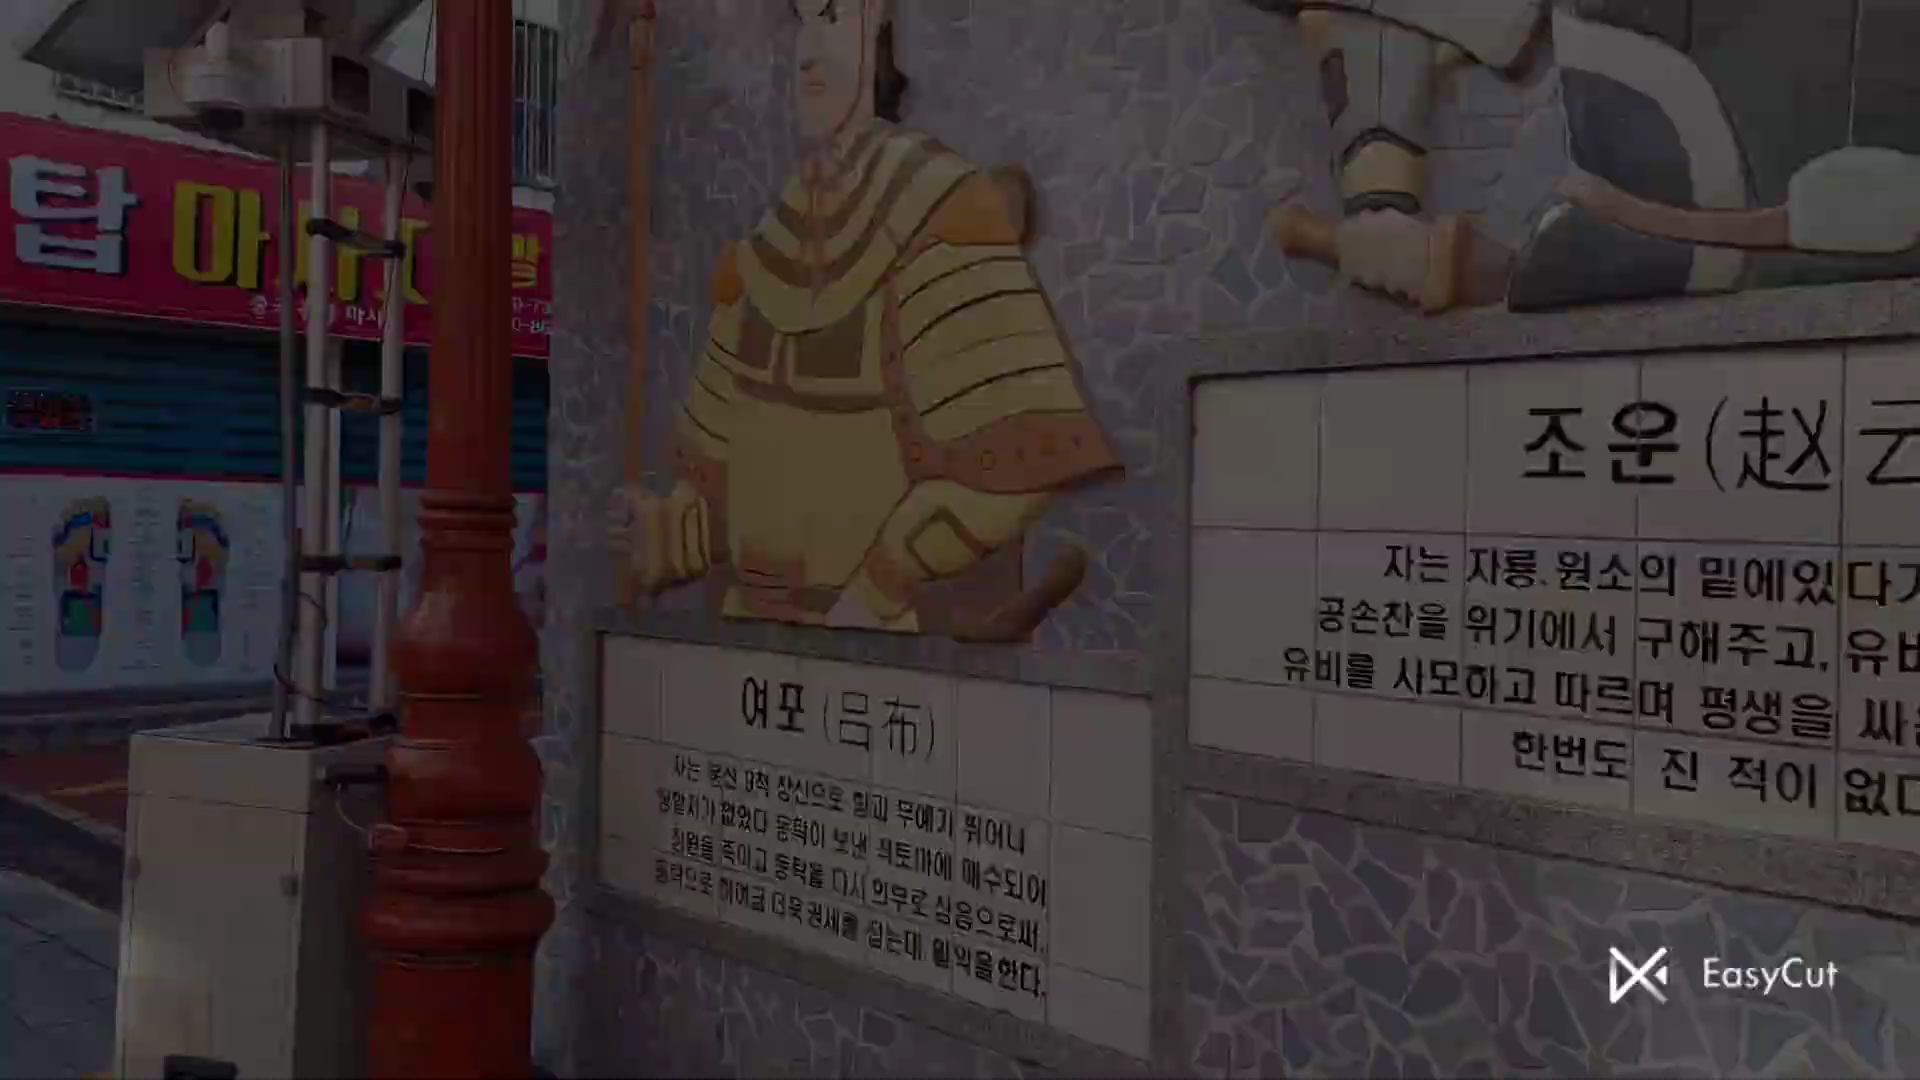 탑 마사지
여포 (吕布)
자는 봉선 9척 장신으로 힘과 무예가 뛰어나
당할자가 없었다 동탁이 보낸 적토마에 매수되어
정원을 죽이고 동탁을 다시 의부로 삼음으로써,
동탁으로 하여금 더욱 권세를 잡는데 일익을한다.
조운 (赵云
자는 자룡. 원소의 밑에있다가
공손찬을 위기에서 구해주고, 유비
유비를 사모하고 따르며 평생을 싸
한번도 진 적이 없다
EasyCut